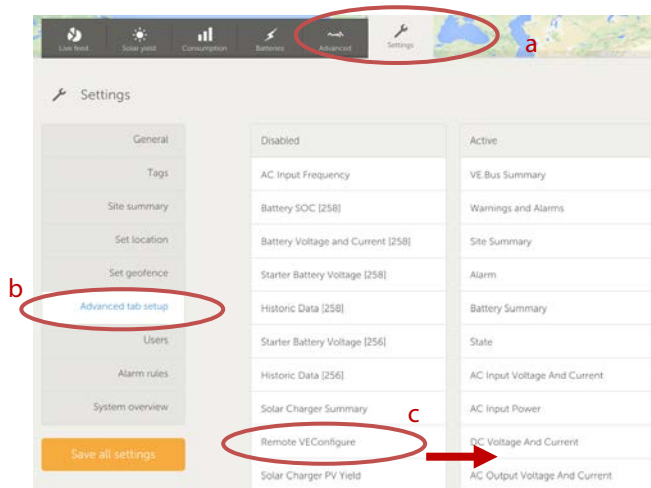 Live feed
Solar yield
Consumption
Batteries
Advanced
Settings
a
Settings
General
Tags
Site summary
Set location
Set geofence
b
Advanced tab setup
Users
Alarm rules
System overview
Save all settings
Disabled
AC Input Frequency
Battery SOC [258]
Battery Voltage and Current [258]
Starter Battery Voltage [258]
Historic Data [258]
Starter Battery Voltage [256]
Historic Data [256]
Solar Charger Summary
c
Remote VEConfigure
Solar Charger PV Yield
Active
VE.Bus Summary
Warnings and Alarms
Site Summary
Alarm
Battery Summary
State
AC Input Voltage And Current
AC Input Power
DC Voltage And Current
AC Output Voltage And Current